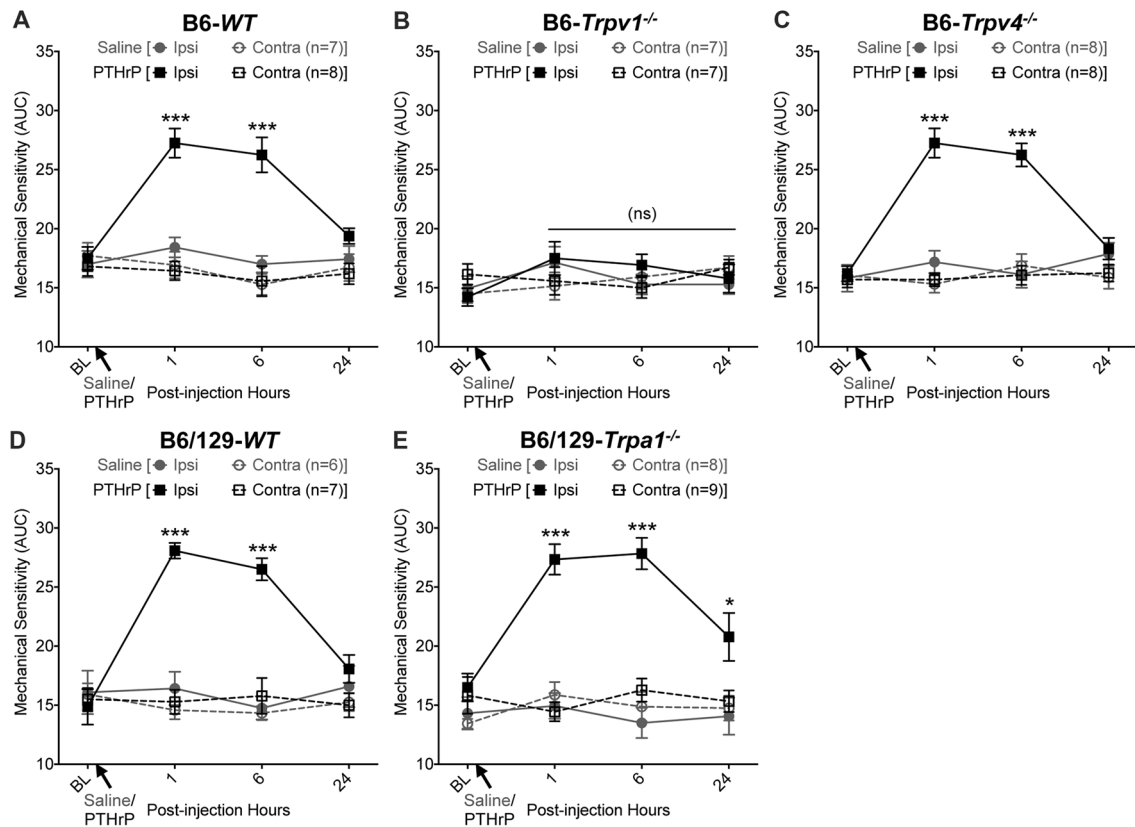 A
B6-WT
Saline [ Ipsi Contra (n=7)]
PTHrP [ Ipsi Contra (n=8)]
Mechanical Sensitivity (AUC)
35
30
25
20
15
10
*** ***
BL 1 6 24
Saline/
PTHrP
Post-injection Hours
B
B6-Trpv1-/-
Saline [ Ipsi Contra (n=7)]
PTHrP [ Ipsi Contra (n=7)]
Mechanical Sensitivity (AUC)
35
30
25
20
15
10
(ns)
BL 1 6 24
Saline/
PTHrP
Post-injection Hours
C
B6-Trpv4-/-
Saline [ Ipsi Contra (n=8)]
PTHrP [ Ipsi Contra (n=8)]
Mechanical Sensitivity (AUC)
35
30
25
20
15
10
*** ***
BL 1 6 24
Saline/
PTHrP
Post-injection Hours
D
B6/129-WT
Saline [ Ipsi Contra (n=6)]
PTHrP [ Ipsi Contra (n=7)]
Mechanical Sensitivity (AUC)
35
30
25
20
15
10
*** ***
BL 1 6 24
Saline/
PTHrP
Post-injection Hours
E
B6/129-Trpa1-/-
Saline [ Ipsi Contra (n=8)]
PTHrP [ Ipsi Contra (n=9)]
Mechanical Sensitivity (AUC)
35
30
25
20
15
10
*** *** *
BL 1 6 24
Saline/
PTHrP
Post-injection Hours